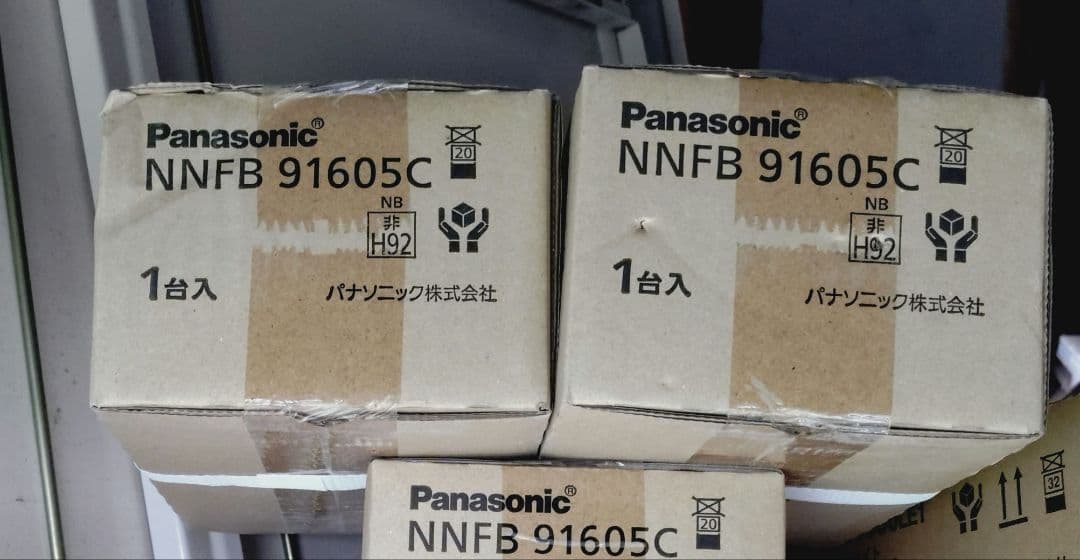 Panasonic®
NNFB 91605C
20
NB
非
H92
1台入
パナソニック株式会社
Panasonic®
NNFB 91605C
20
NB
非
H92
1台入
パナソニック株式会社
Panasonic®
NNFB 91605C
20
32